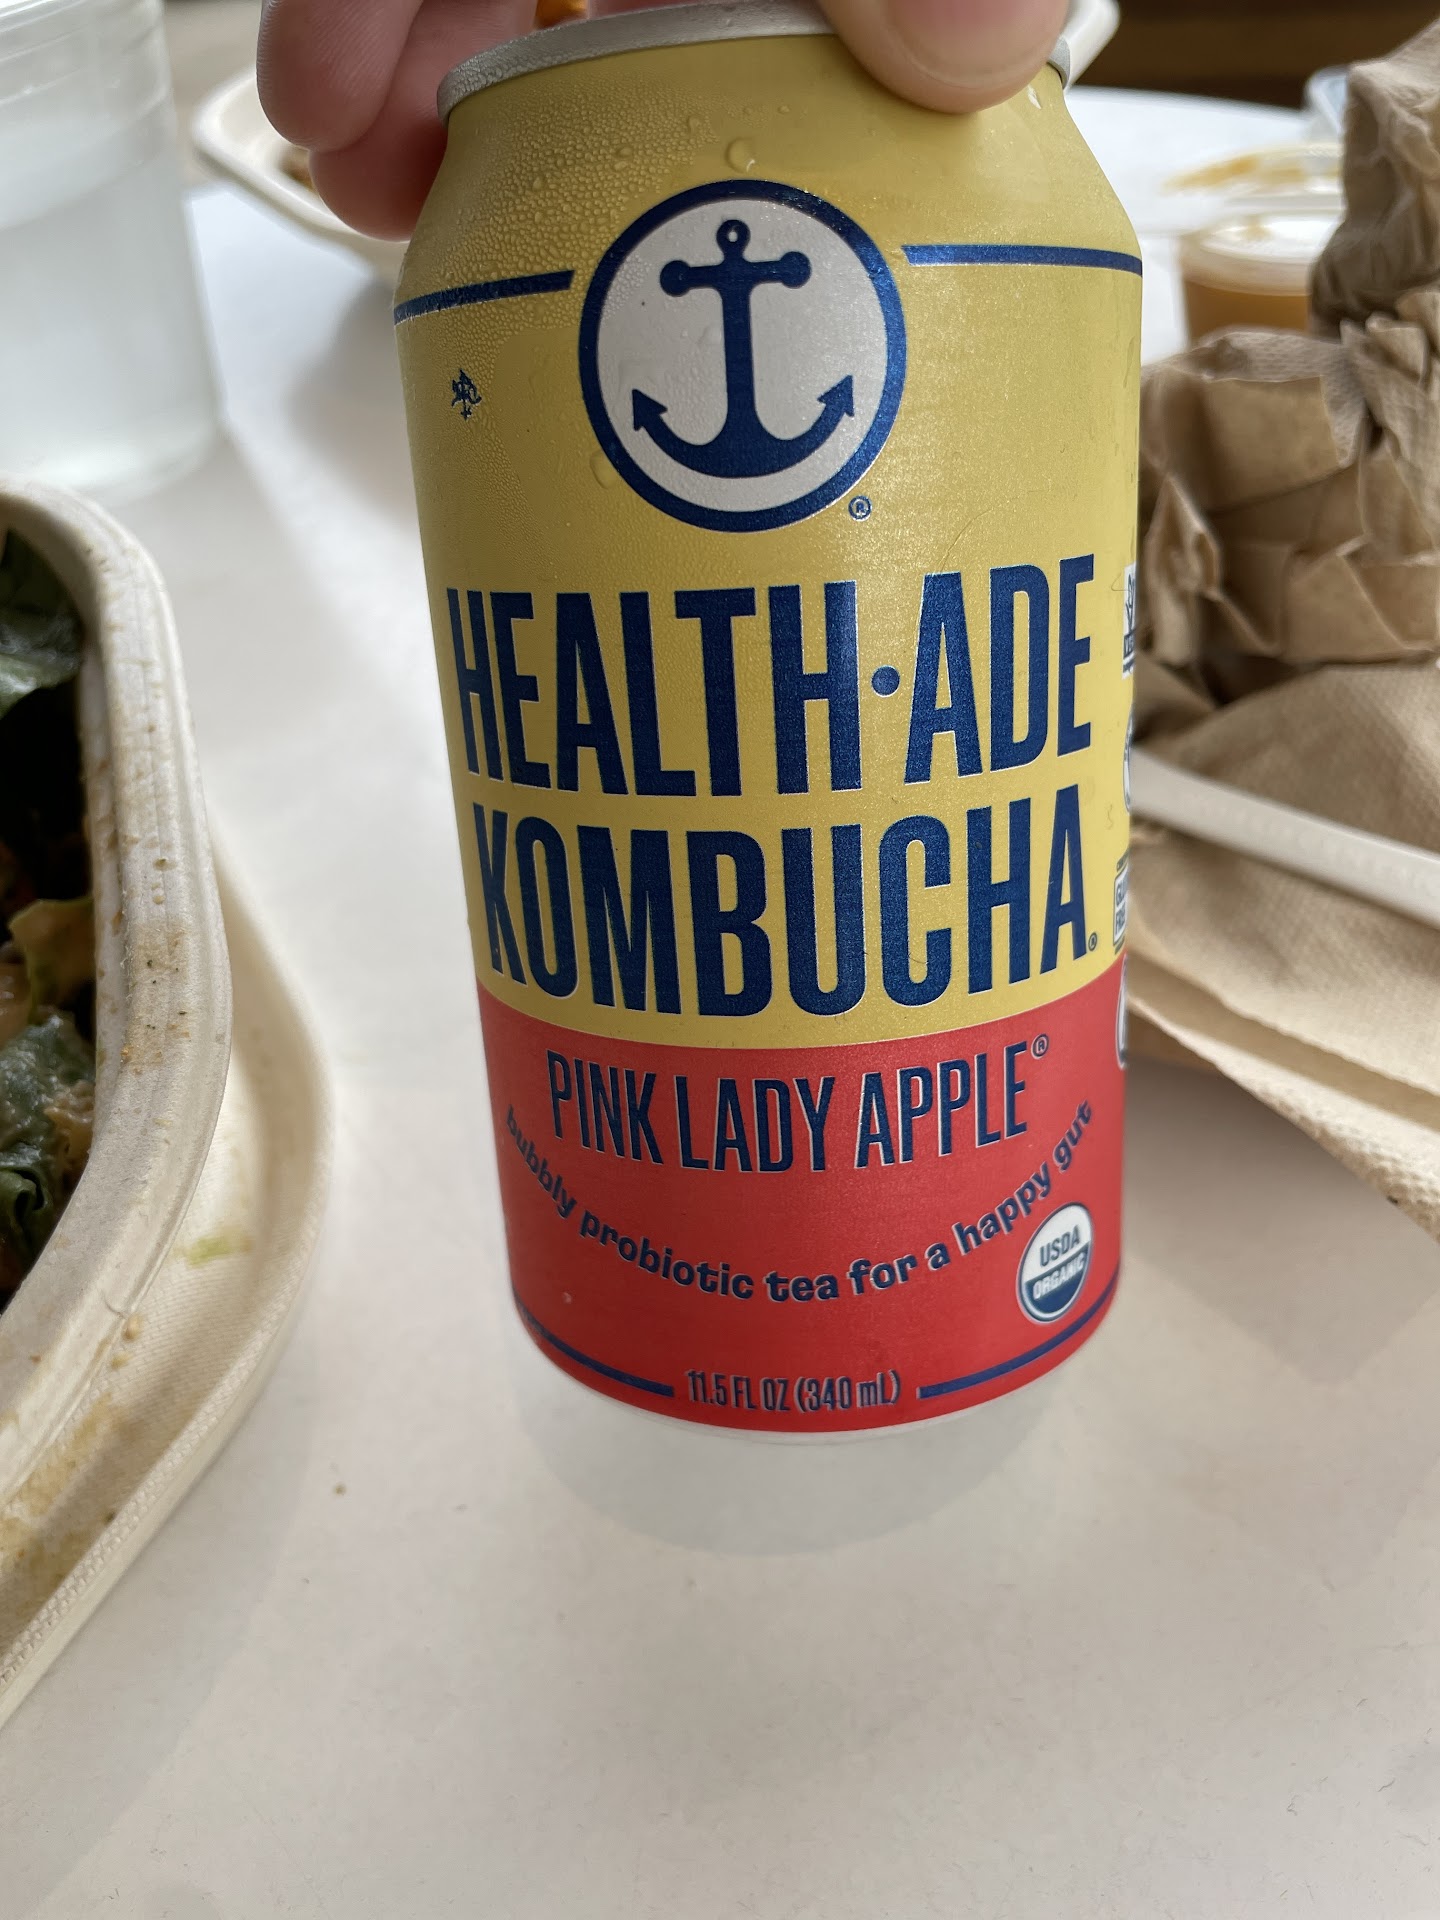 ®
HEALTH·ADE
KOMBUCHA®
PINK LADY APPLE®
bubbly probiotic tea for a happy gut
USDA
ORGANIC
11.5 FL OZ (340 mL)